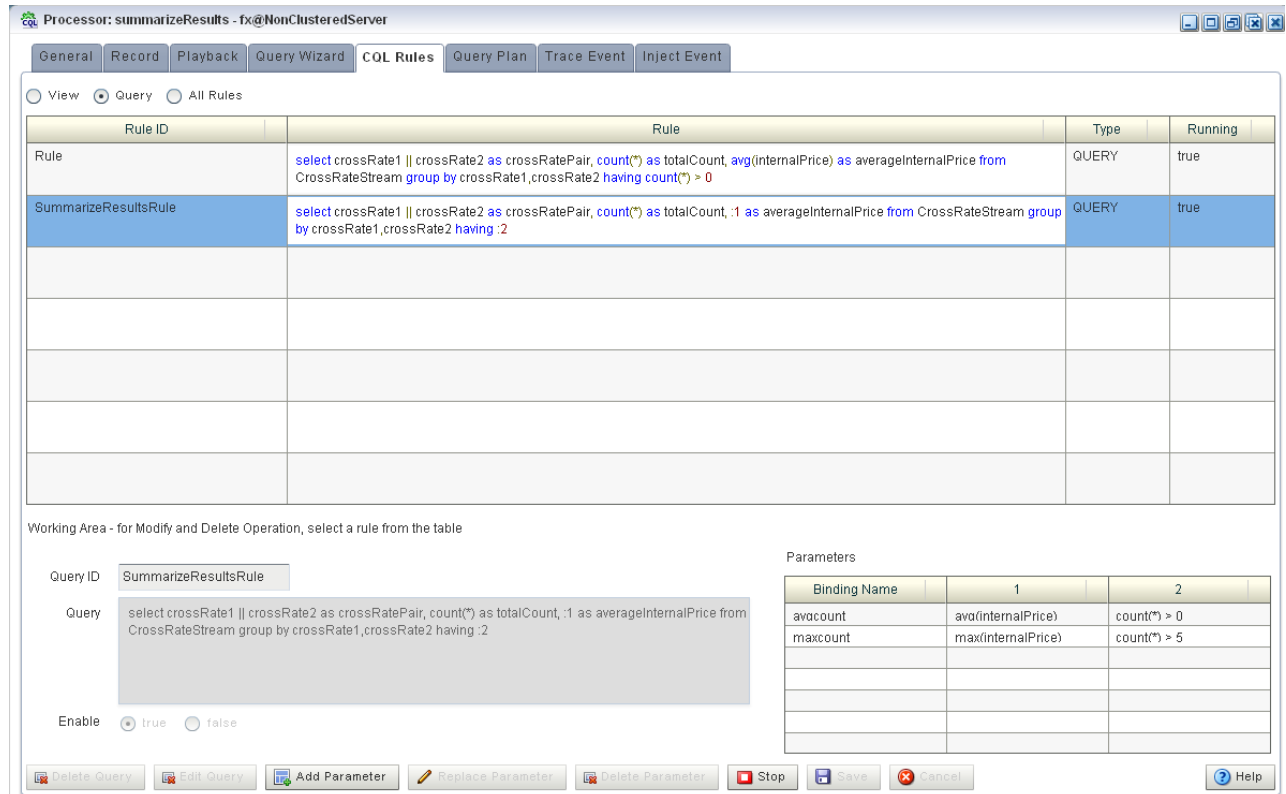 CQL Processor: summarizeResults - fx@NonClusteredServer
General Record Playback Query Wizard CQL Rules Query Plan Trace Event Inject Event
View Query All Rules
Rule ID Rule Type Running
Rule select crossRate1 || crossRate2 as crossRatePair, count(*) as totalCount, avg(internalPrice) as averageInternalPrice from QUERY true
CrossRateStream group by crossRate1,crossRate2 having count(*) > 0
SummarizeResultsRule select crossRate1 || crossRate2 as crossRatePair, count(*) as totalCount, :1 as averageInternalPrice from CrossRateStream group QUERY true
by crossRate1,crossRate2 having :2
Working Area - for Modify and Delete Operation, select a rule from the table
Query ID SummarizeResultsRule
Query select crossRate1 || crossRate2 as crossRatePair, count(*) as totalCount, :1 as averageInternalPrice from
CrossRateStream group by crossRate1,crossRate2 having :2
Enable true false
Parameters
Binding Name 1 2
avgcount avg(internalPrice) count(*) > 0
maxcount max(internalPrice) count(*) > 5
Delete Query Edit Query Add Parameter Replace Parameter Delete Parameter Stop Save Cancel Help